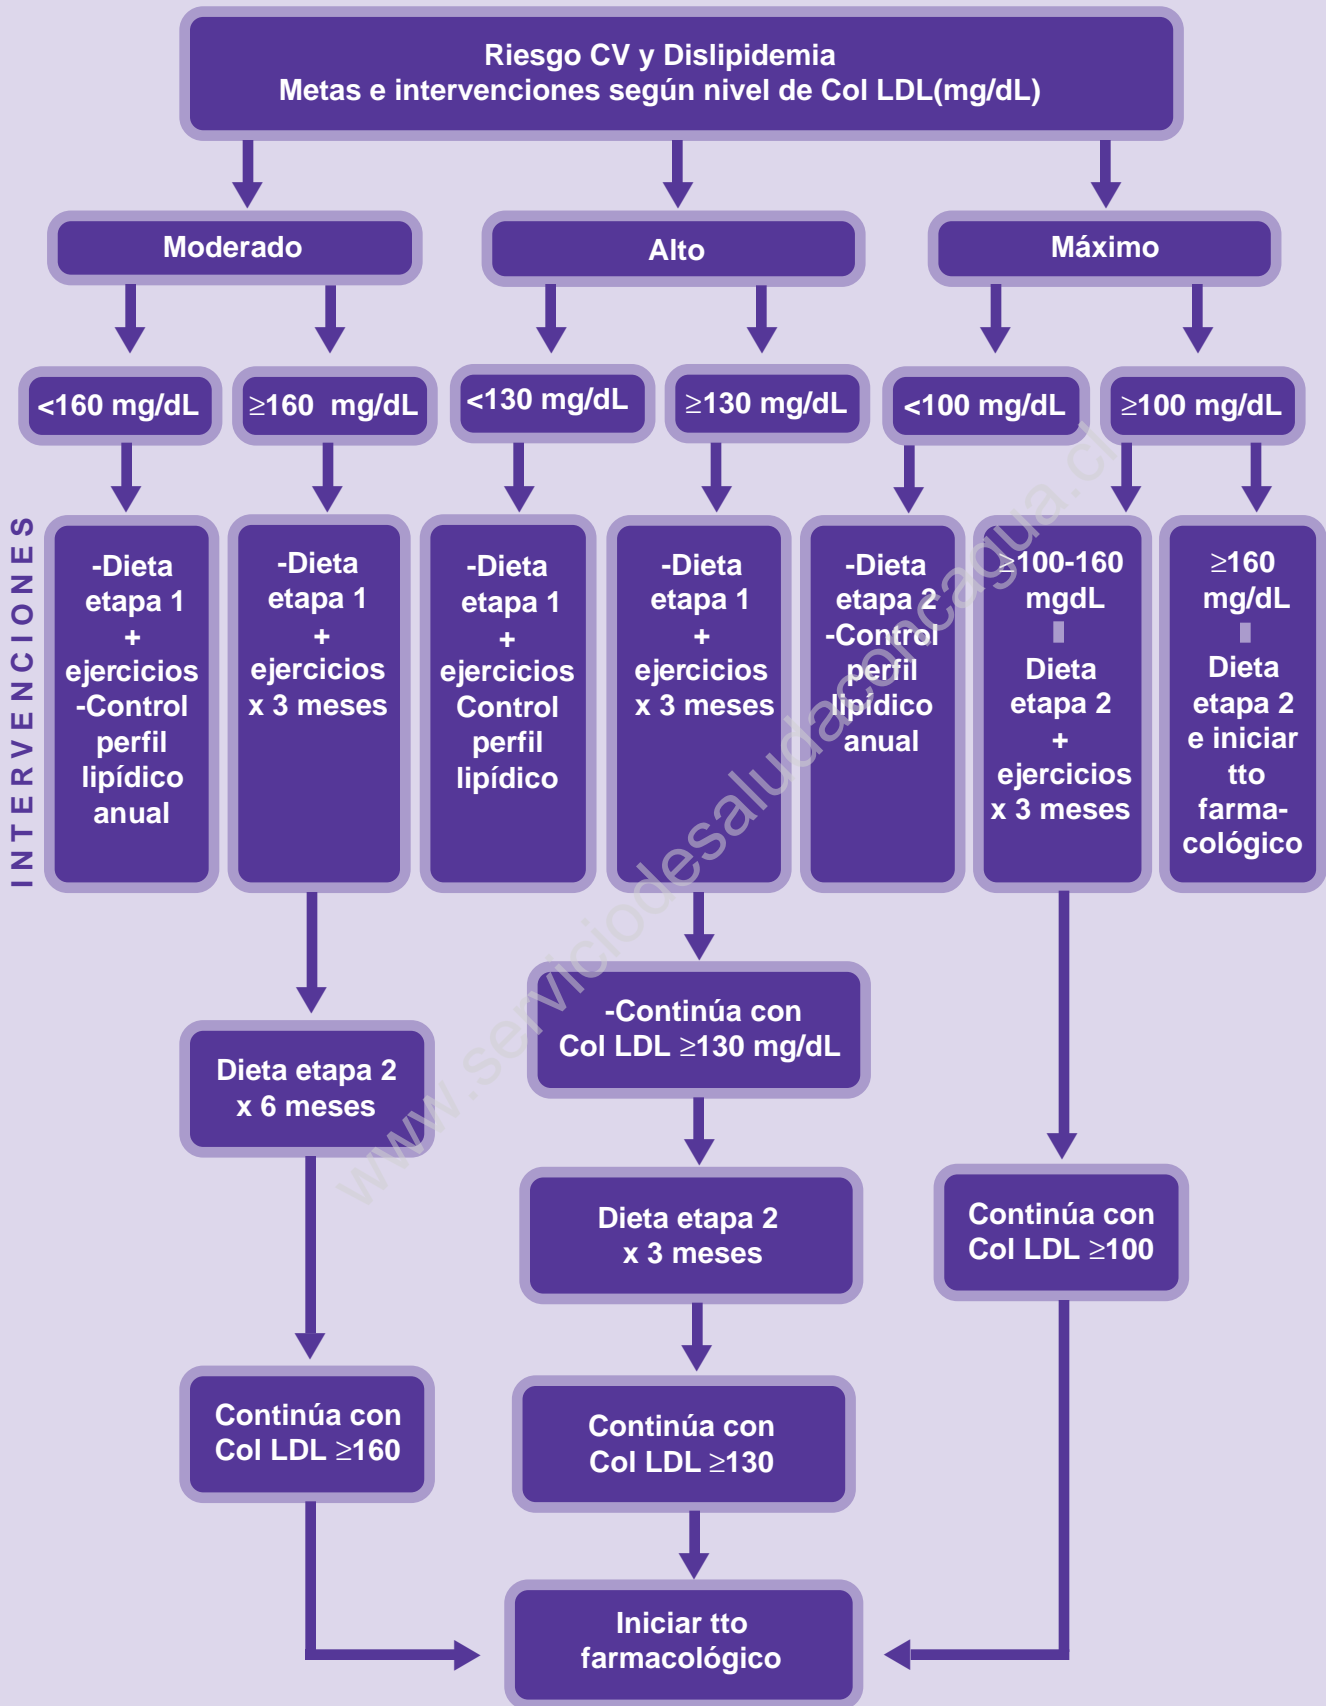 Riesgo CV y Dislipidemia
Metas e intervenciones según nivel de Col LDL(mg/dL)
Moderado
Alto
Máximo
<160 mg/dL
≥160 mg/dL
<130 mg/dL
≥130 mg/dL
<100 mg/dL
≥100 mg/dL
INTERVENCIONES
-Dieta
etapa 1
+
ejercicios
-Control
perfil
lipídico
anual
-Dieta
etapa 1
+
ejercicios
x 3 meses
-Dieta
etapa 1
+
ejercicios
Control
perfil
lipídico
-Dieta
etapa 1
+
ejercicios
x 3 meses
-Dieta
etapa 2
-Control
perfil
lipídico
anual
≥100-160
mgdL
Dieta
etapa 2
+
ejercicios
x 3 meses
≥160
mg/dL
Dieta
etapa 2
e iniciar
tto
farma-
cológico
-Continúa con
Col LDL ≥130 mg/dL
Dieta etapa 2
x 6 meses
Dieta etapa 2
x 3 meses
Continúa con
Col LDL ≥100
Continúa con
Col LDL ≥160
Continúa con
Col LDL ≥130
Iniciar tto
farmacológico
www.serviciodesaludaconcagua.cl